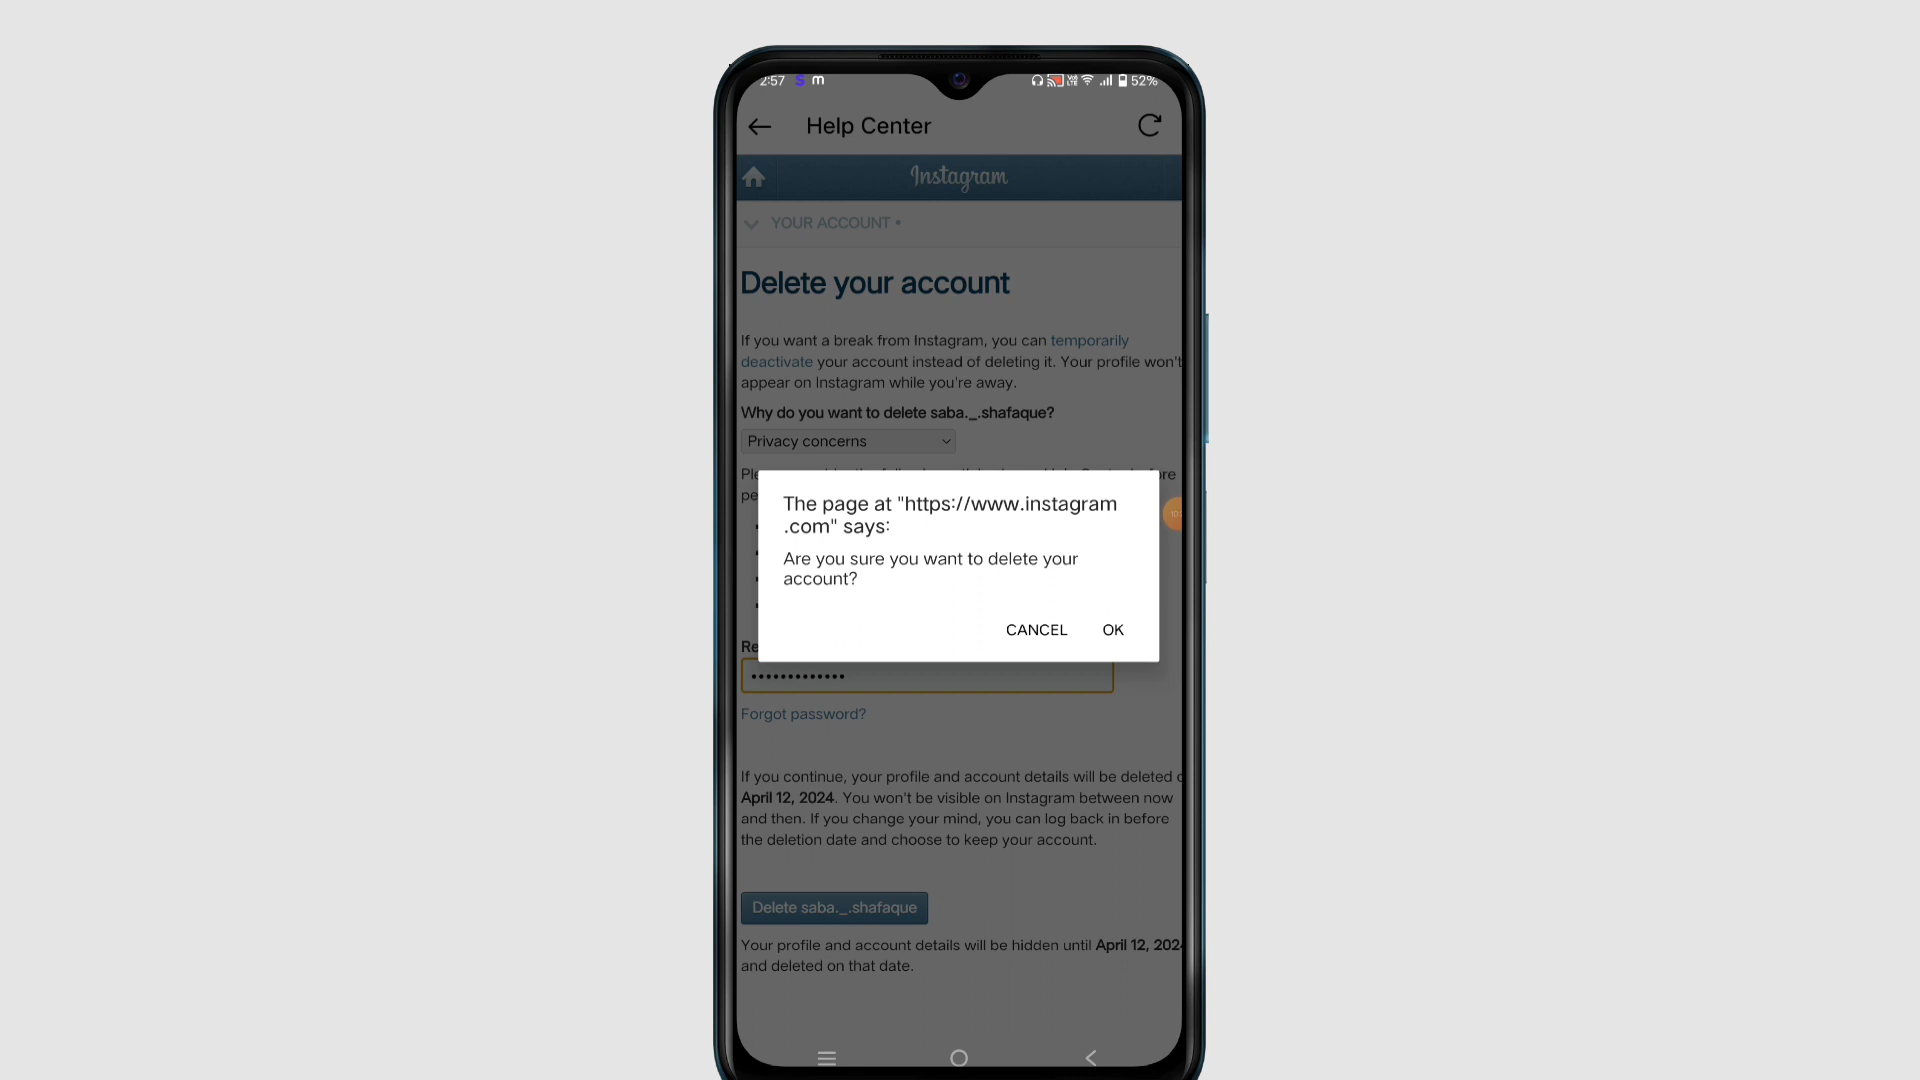 2:57 S m 52%
Help Center
Instagram
YOUR ACCOUNT •
Delete your account
If you want a break from Instagram, you can temporarily
deactivate your account instead of deleting it. Your profile won't
appear on Instagram while you're away.
Why do you want to delete saba._.shafaque?
Privacy concerns
The page at "https://www.instagram
.com" says:
Are you sure you want to delete your
account?
CANCEL OK
•••••••••••••
Forgot password?
If you continue, your profile and account details will be deleted
April 12, 2024. You won't be visible on Instagram between now
and then. If you change your mind, you can log back in before
the deletion date and choose to keep your account.
Delete saba._.shafaque
Your profile and account details will be hidden until April 12, 2024
and deleted on that date.